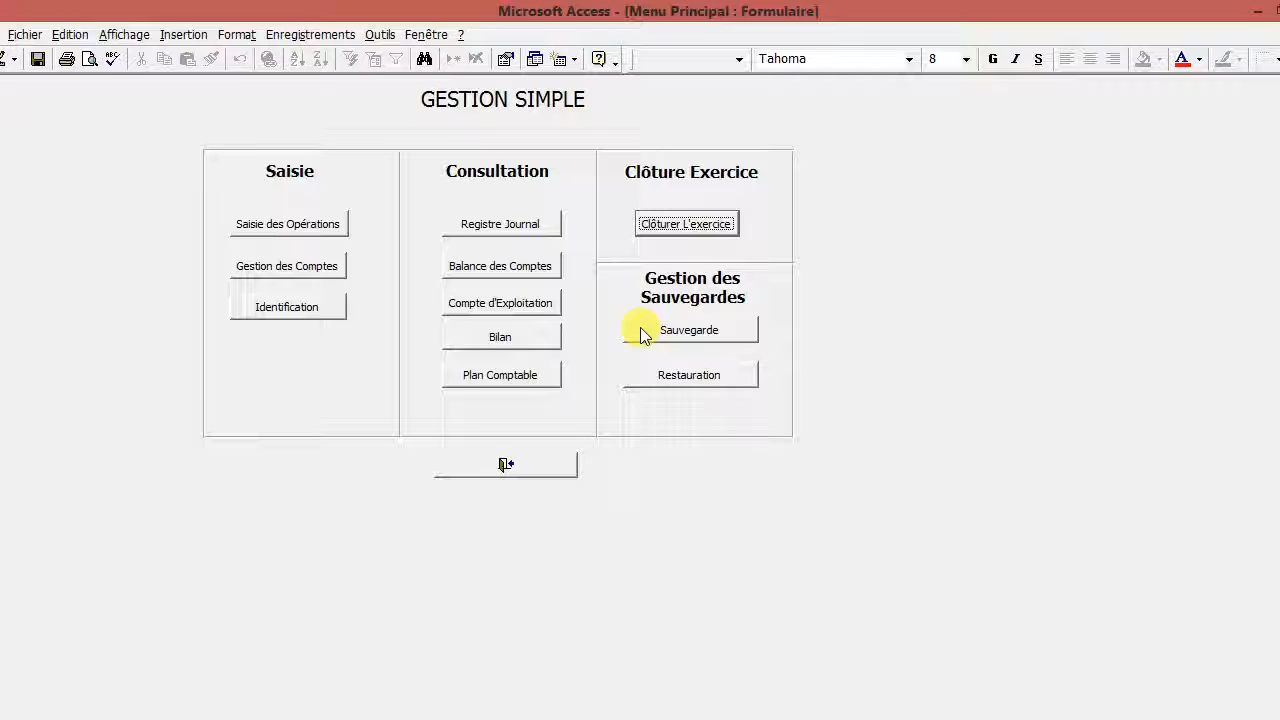 Microsoft Access - [Menu Principal : Formulaire]
Fichier Edition Affichage Insertion Format Enregistrements Outils Fenêtre ?
Tahoma 8 G I S A
GESTION SIMPLE
Saisie
Saisie des Opérations
Gestion des Comptes
Identification
Consultation
Registre Journal
Balance des Comptes
Compte d'Exploitation
Bilan
Plan Comptable
Clôture Exercice
Clôturer L'exercice
Gestion des
Sauvegardes
Sauvegarde
Restauration